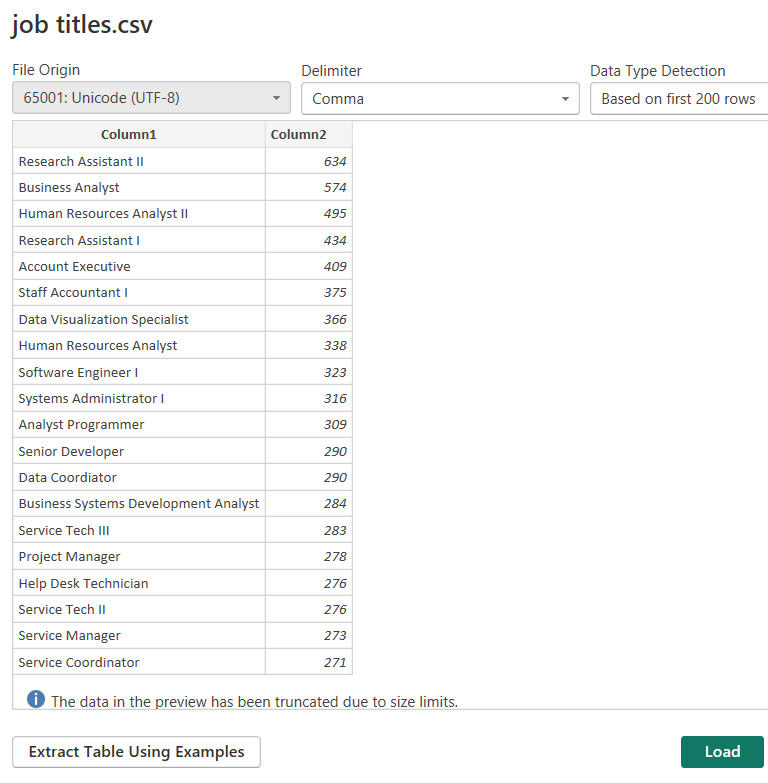 job titles.csv
File Origin Delimiter Data Type Detection
65001: Unicode (UTF-8) Comma Based on first 200 rows
Column1 Column2
Research Assistant II 634
Business Analyst 574
Human Resources Analyst II 495
Research Assistant I 434
Account Executive 409
Staff Accountant I 375
Data Visualization Specialist 366
Human Resources Analyst 338
Software Engineer I 323
Systems Administrator I 316
Analyst Programmer 309
Senior Developer 290
Data Coordiator 290
Business Systems Development Analyst 284
Service Tech III 283
Project Manager 278
Help Desk Technician 276
Service Tech II 276
Service Manager 273
Service Coordinator 271
The data in the preview has been truncated due to size limits.
Extract Table Using Examples Load